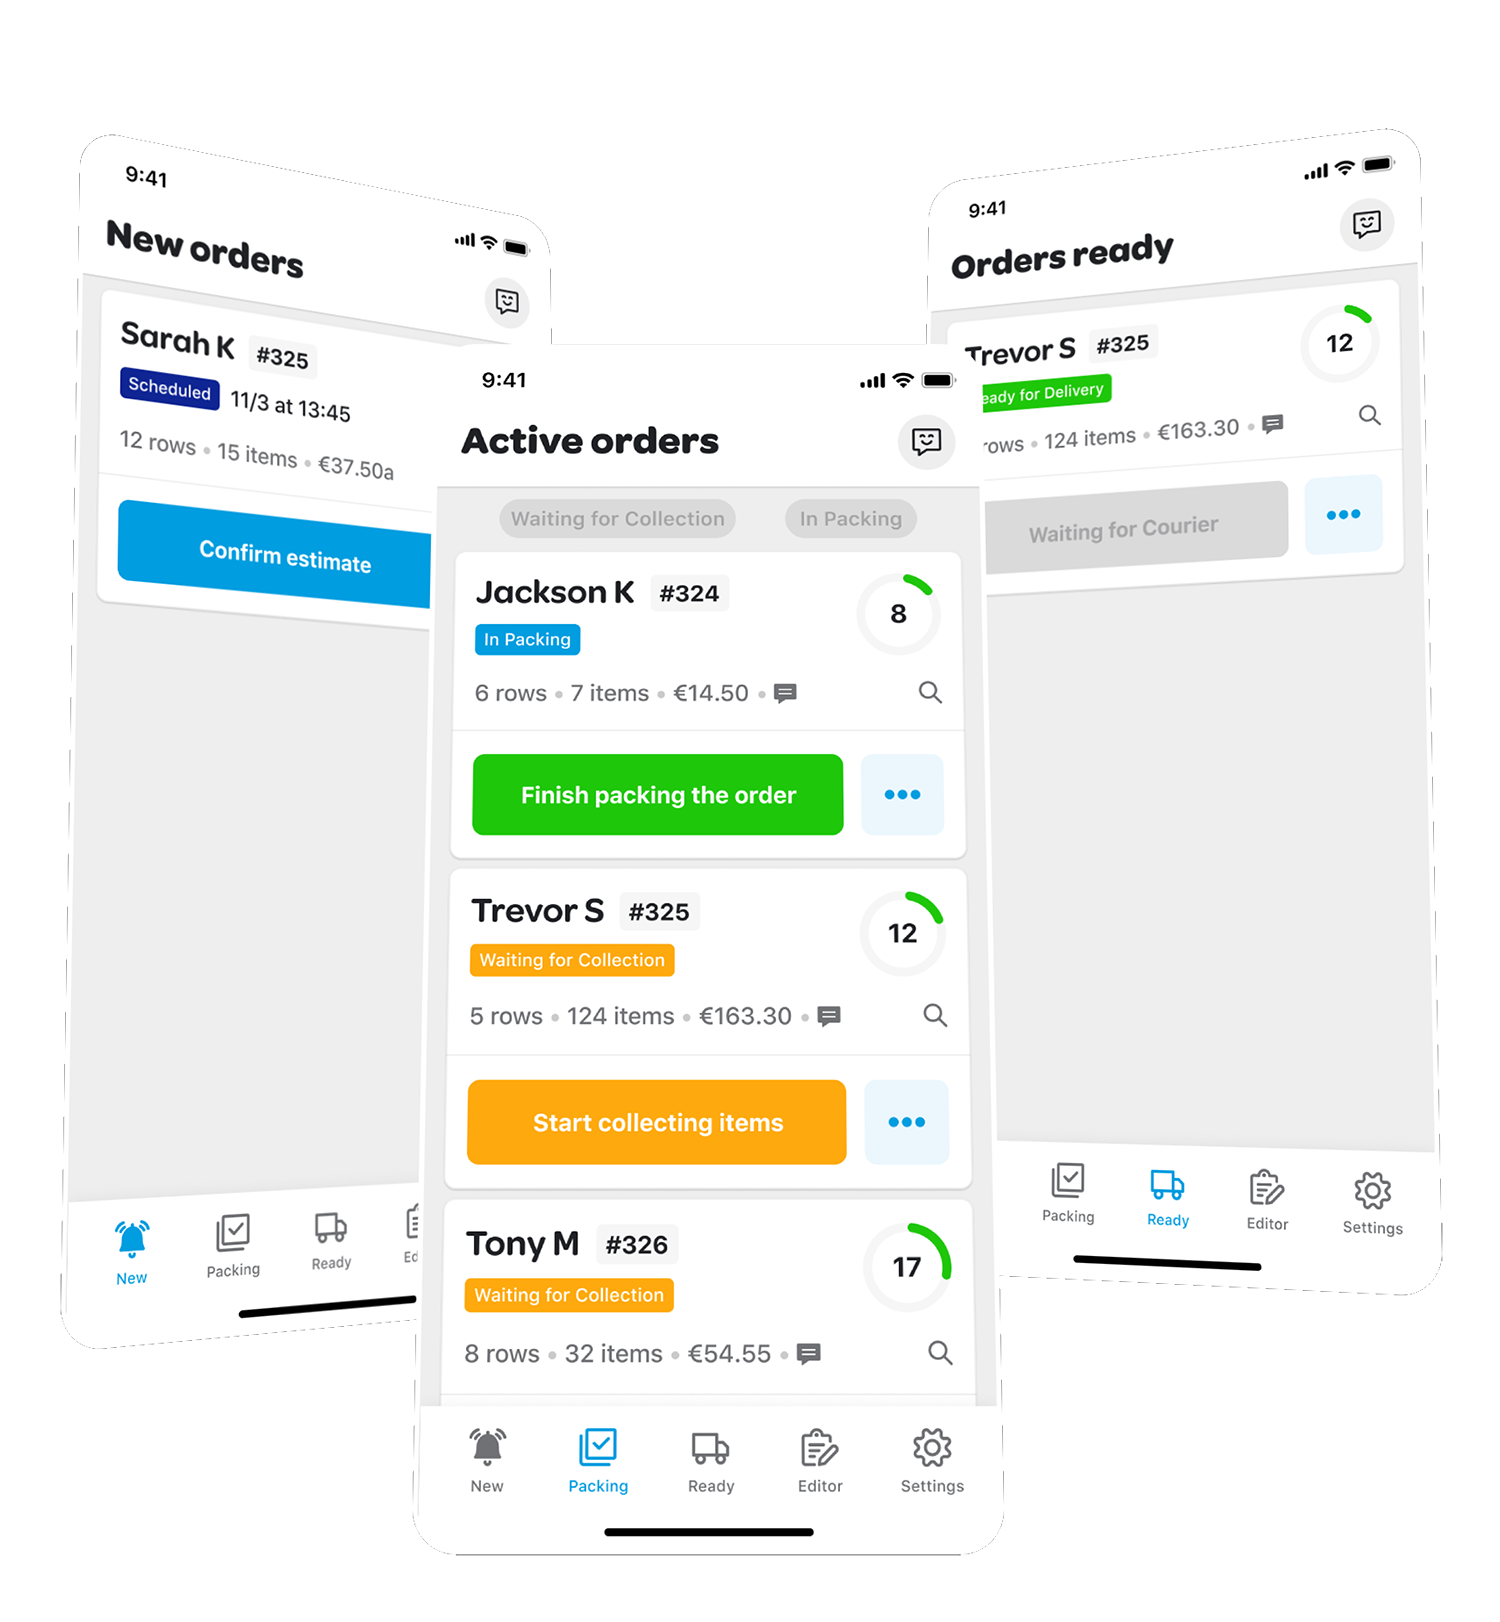 9:41
New orders
Sarah K #325
Scheduled 11/3 at 13:45
12 rows • 15 items • €37.50a
Confirm estimate
New Packing Ready
9:41
Active orders
Waiting for Collection In Packing
Jackson K #324
8
In Packing
6 rows • 7 items • €14.50 •
Finish packing the order
Trevor S #325
12
Waiting for Collection
5 rows • 124 items • €163.30 •
Start collecting items
Tony M #326
17
Waiting for Collection
8 rows • 32 items • €54.55 •
New Packing Ready Editor Settings
9:41
Orders ready
Trevor S #325
12
eady for Delivery
rows • 124 items • €163.30 •
Waiting for Courier
Packing Ready Editor Settings